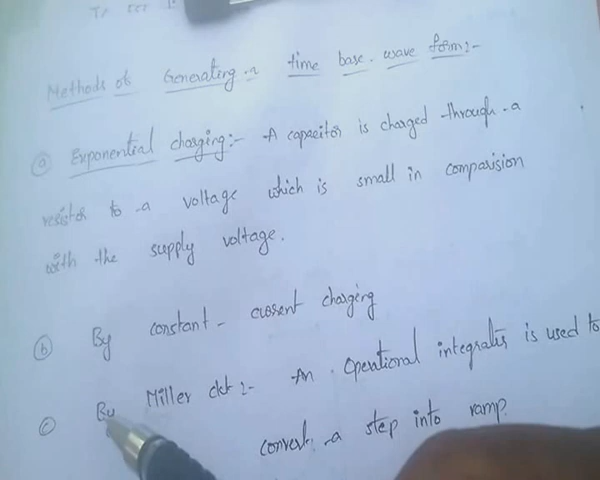 Methods of Generating a time base wave form:-
(a) Exponential charging:- A capacitor is charged through a
resistor to a voltage which is small in comparision
with the supply voltage.
(b) By constant - current charging
(c) By Miller ckt :- An Operational integrator is used to
convert a step into ramp.